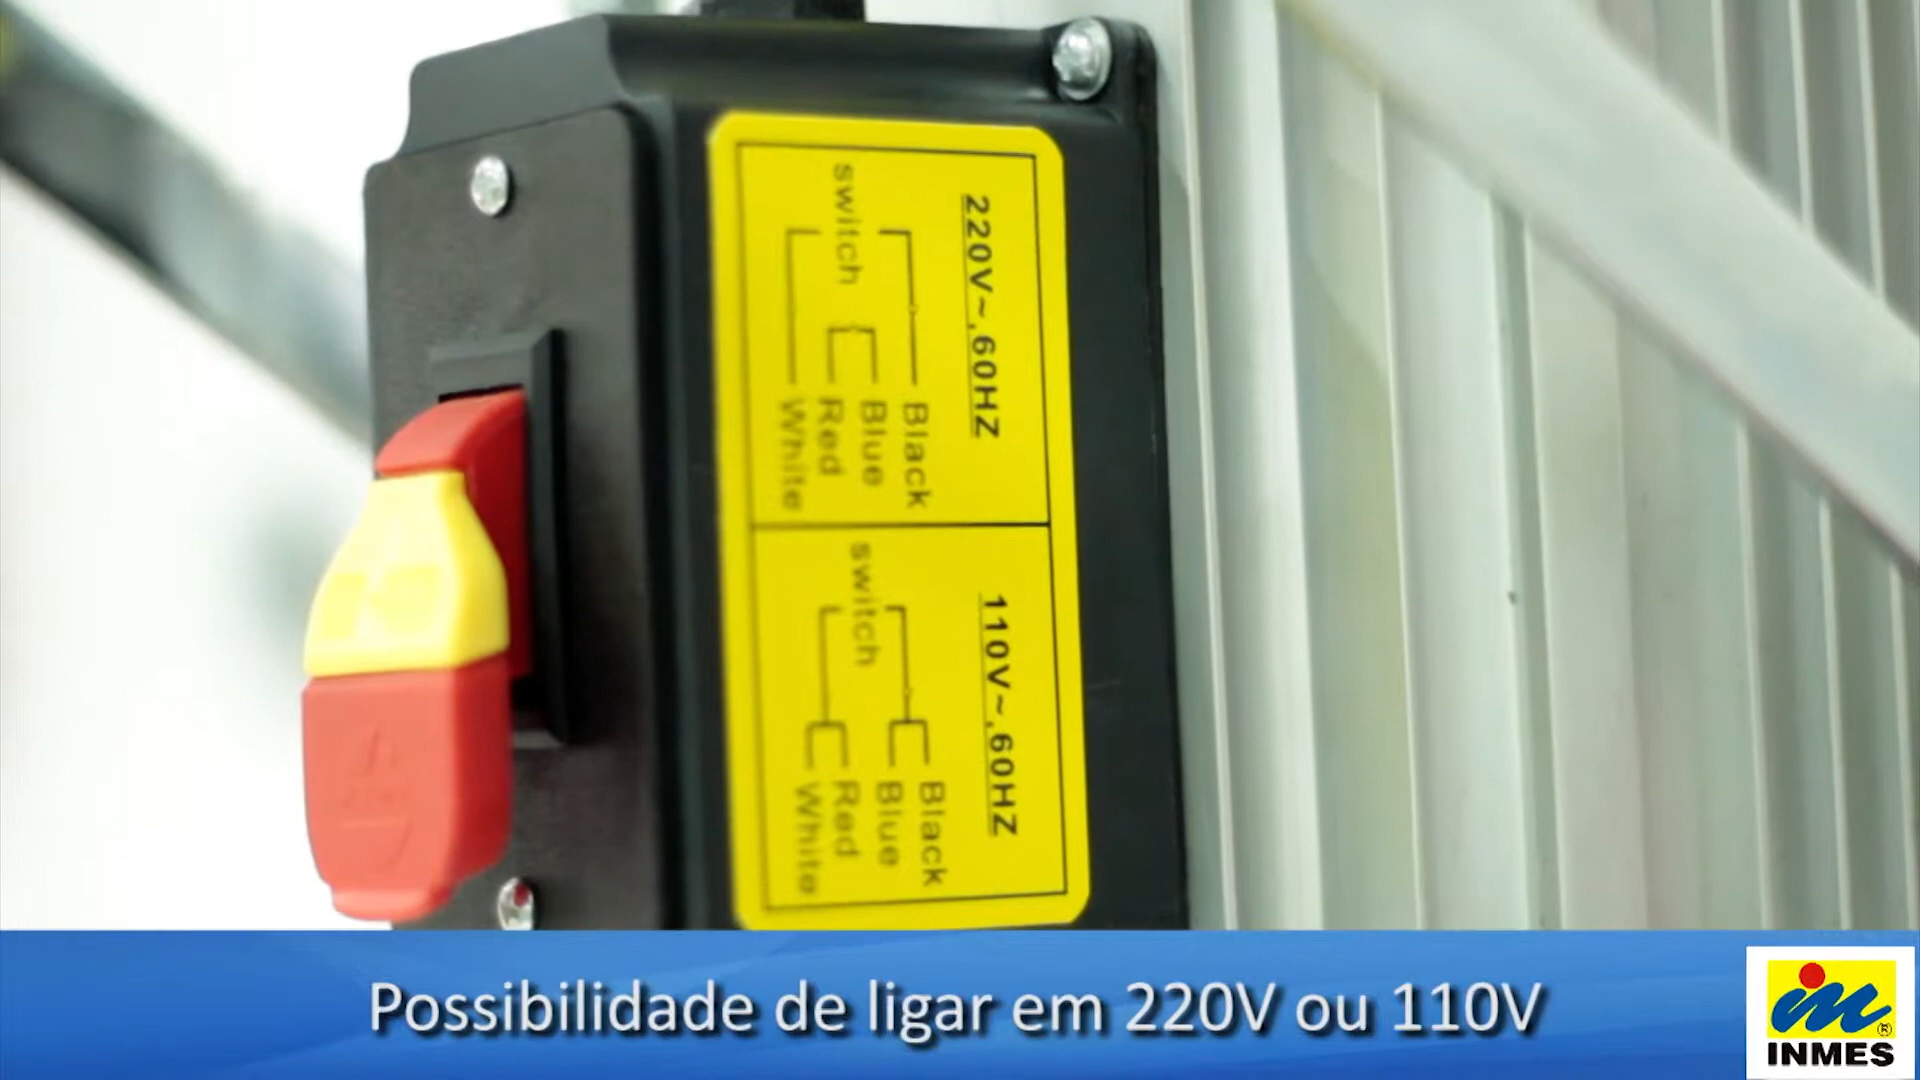 220V~,60HZ
switch
Black
Blue
Red
White
110V~,60HZ
switch
Black
Blue
Red
White
Possibilidade de ligar em 220V ou 110V
im
®
INMES